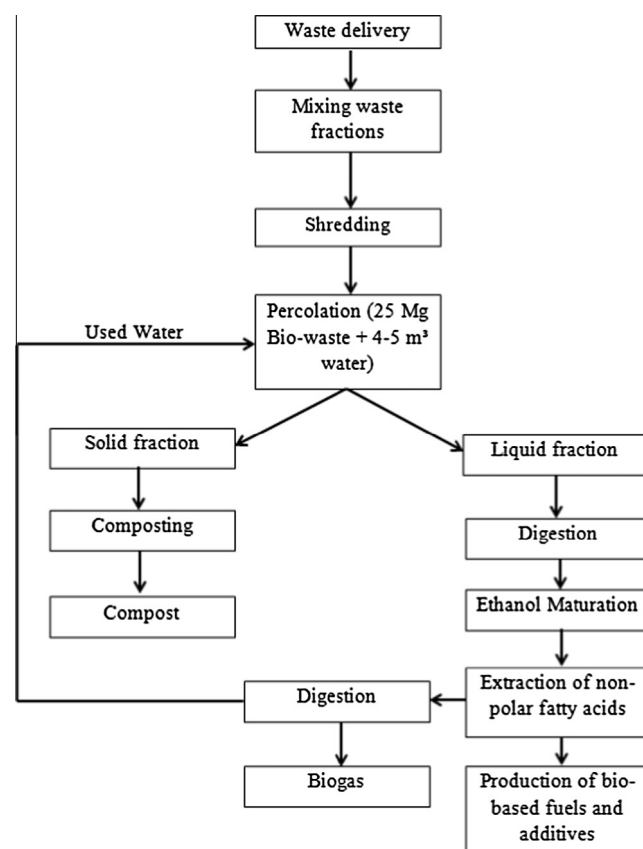 Waste delivery
Mixing waste
fractions
Shredding
Percolation (25 Mg
Bio-waste + 4-5 m³
water)
Used Water
Solid fraction
Liquid fraction
Composting
Digestion
Compost
Ethanol Maturation
Digestion
Extraction of non-
polar fatty acids
Biogas
Production of bio-
based fuels and
additives